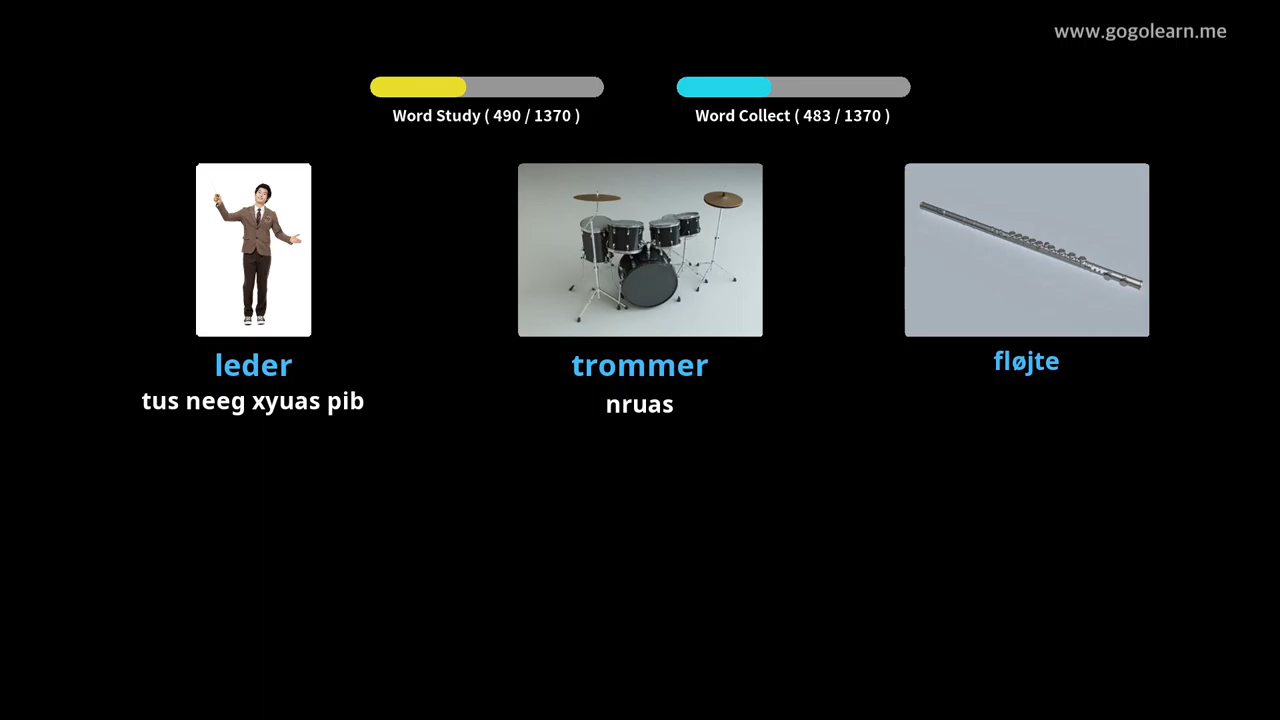 www.gogolearn.me
Word Study ( 490 / 1370 )
Word Collect ( 483 / 1370 )
leder
tus neeg xyuas pib
trommer
nruas
fløjte